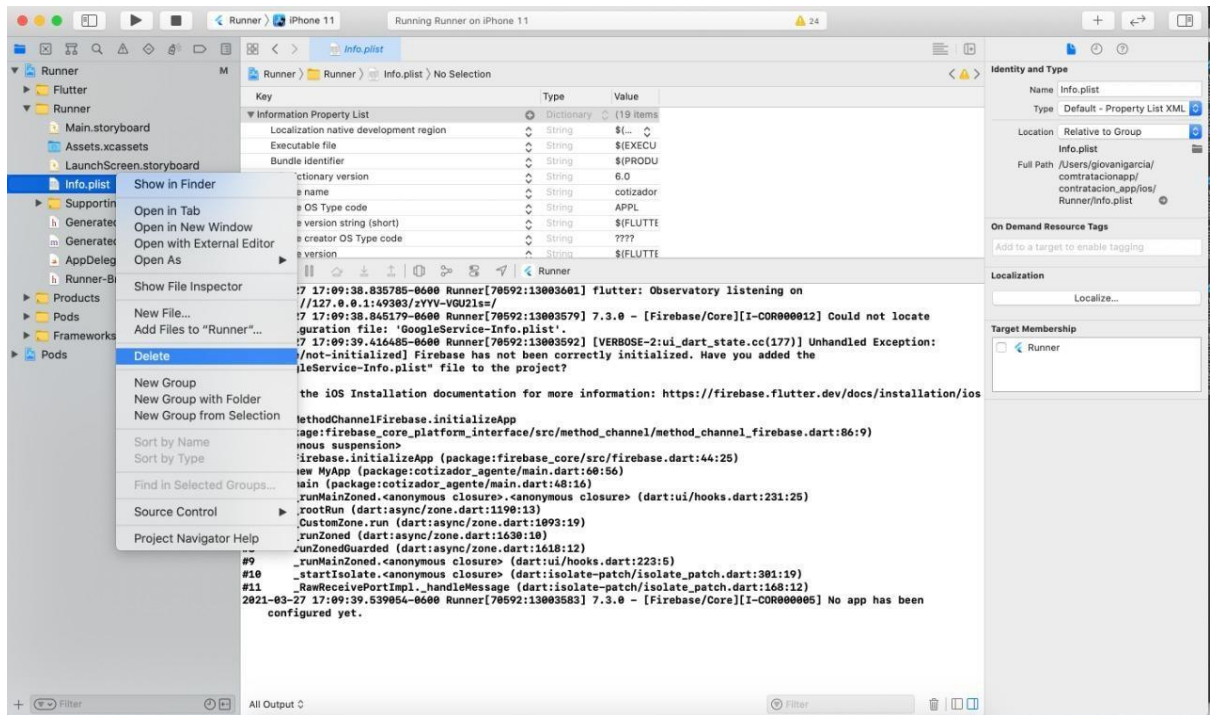 Runner
iPhone 11
Running Runner on iPhone 11
24
Info.plist
Runner
M
Flutter
Runner
Main.storyboard
Assets.xcassets
LaunchScreen.storyboard
Info.plist
Products
Pods
Frameworks
Pods
Show in Finder
Open in Tab
Open in New Window
Open with External Editor
Open As
Show File Inspector
New File...
Add Files to "Runner"...
Delete
New Group
New Group with Folder
New Group from Selection
Sort by Name
Sort by Type
Find in Selected Groups...
Source Control
Project Navigator Help
Filter
Runner 〉 Runner 〉 Info.plist 〉 No Selection
Key Type Value
Information Property List Dictionary (19 items
Localization native development region String $(...
Executable file String $(EXECU
Bundle identifier String $(PRODU
ctionary version String 6.0
e name String cotizador
e OS Type code String APPL
e version string (short) String $(FLUTTE
e creator OS Type code String ????
e version String $(FLUTTE
Runner
27 17:09:38.835785-0600 Runner[70592:13003601] flutter: Observatory listening on
//127.0.0.1:49303/zYYV-VGU2ls=/
27 17:09:38.845179-0600 Runner[70592:13003579] 7.3.0 - [Firebase/Core][I-COR000012] Could not locate
guration file: 'GoogleService-Info.plist'.
27 17:09:39.416485-0600 Runner[70592:13003592] [VERBOSE-2:ui_dart_state.cc(177)] Unhandled Exception:
/not-initialized] Firebase has not been correctly initialized. Have you added the
leService-Info.plist" file to the project?
the iOS Installation documentation for more information: https://firebase.flutter.dev/docs/installation/ios
MethodChannelFirebase.initializeApp
kage:firebase_core_platform_interface/src/method_channel/method_channel_firebase.dart:86:9)
onous suspension>
Firebase.initializeApp (package:firebase_core/src/firebase.dart:44:25)
new MyApp (package:cotizador_agente/main.dart:60:56)
main (package:cotizador_agente/main.dart:48:16)
_runMainZoned.<anonymous closure>.<anonymous closure> (dart:ui/hooks.dart:231:25)
_rootRun (dart:async/zone.dart:1190:13)
_CustomZone.run (dart:async/zone.dart:1093:19)
_runZoned (dart:async/zone.dart:1630:10)
runZonedGuarded (dart:async/zone.dart:1618:12)
#9 _runMainZoned.<anonymous closure> (dart:ui/hooks.dart:223:5)
#10 _startIsolate.<anonymous closure> (dart:isolate-patch/isolate_patch.dart:301:19)
#11 _RawReceivePortImpl._handleMessage (dart:isolate-patch/isolate_patch.dart:168:12)
2021-03-27 17:09:39.539054-0600 Runner[70592:13003583] 7.3.0 - [Firebase/Core][I-COR000005] No app has been
configured yet.
All Output
Filter
Identity and Type
Name Info.plist
Type Default - Property List XML
Location Relative to Group
Info.plist
Full Path /Users/giovanigarcia/
comtratacionapp/
contratacion_app/ios/
Runner/Info.plist
On Demand Resource Tags
Add to a target to enable tagging
Localization
Localize...
Target Membership
Runner